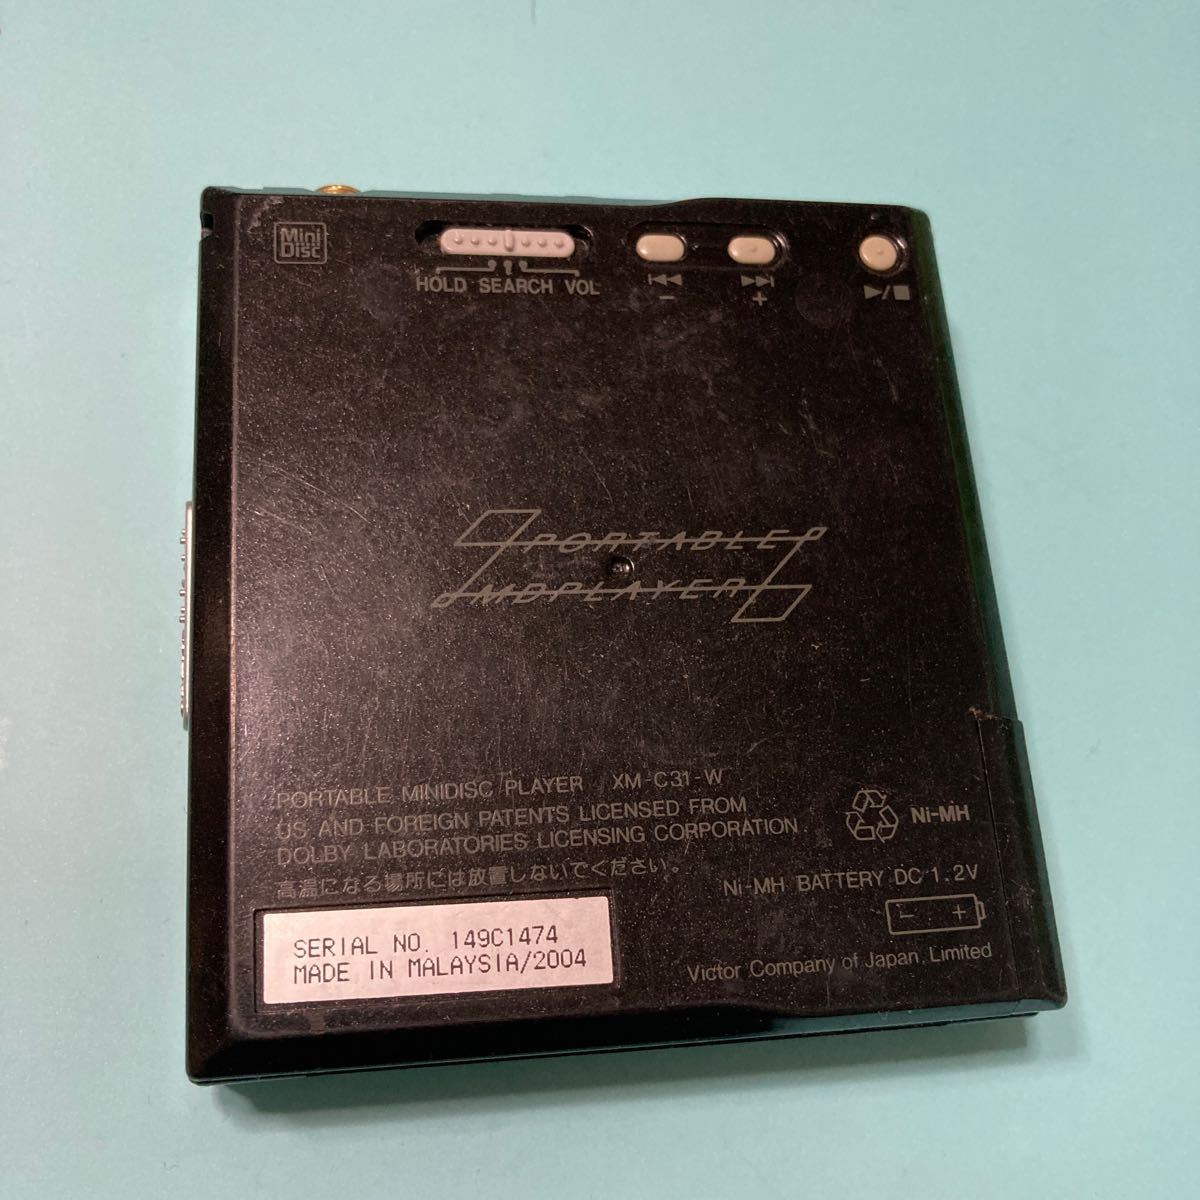 Mini
Disc
HOLD SEARCH VOL
−
+
PORTABLE
MDPLAYER
PORTABLE MINIDISC PLAYER XM-C31-W
US AND FOREIGN PATENTS LICENSED FROM
DOLBY LABORATORIES LICENSING CORPORATION
高温になる場所には放置しないでください。
Ni-MH
Ni-MH BATTERY DC 1.2V
− +
SERIAL NO. 149C1474
MADE IN MALAYSIA/2004
Victor Company of Japan, Limited